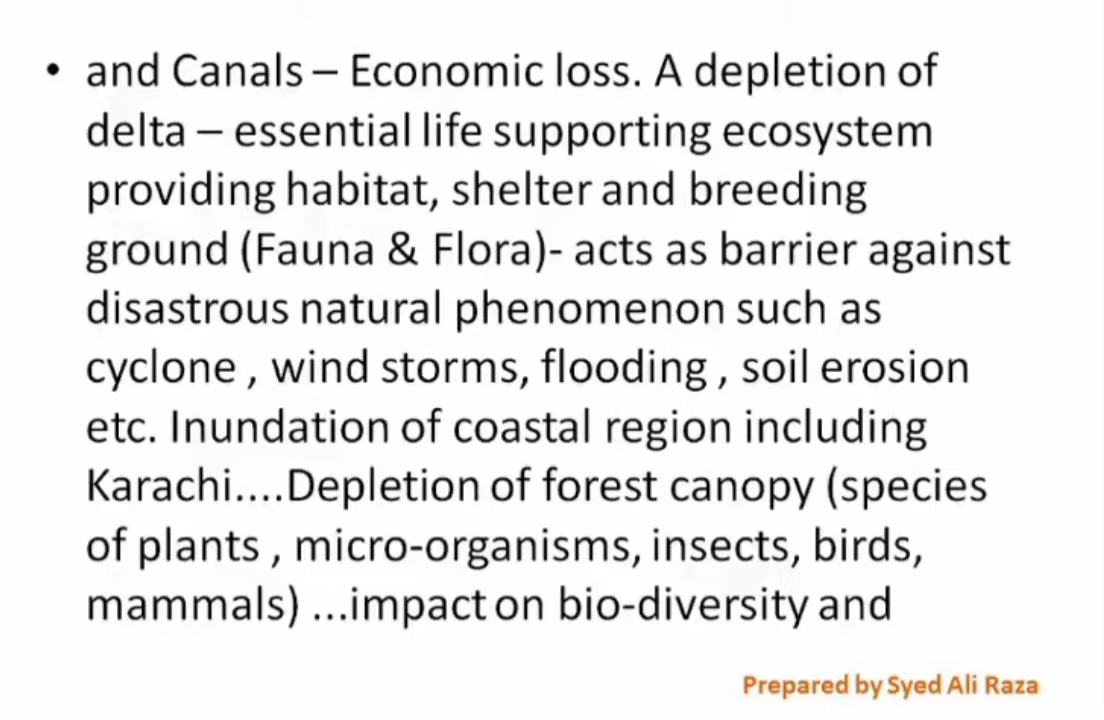 • and Canals – Economic loss. A depletion of
delta – essential life supporting ecosystem
providing habitat, shelter and breeding
ground (Fauna & Flora)- acts as barrier against
disastrous natural phenomenon such as
cyclone , wind storms, flooding , soil erosion
etc. Inundation of coastal region including
Karachi....Depletion of forest canopy (species
of plants , micro-organisms, insects, birds,
mammals) ...impact on bio-diversity and
Prepared by Syed Ali Raza